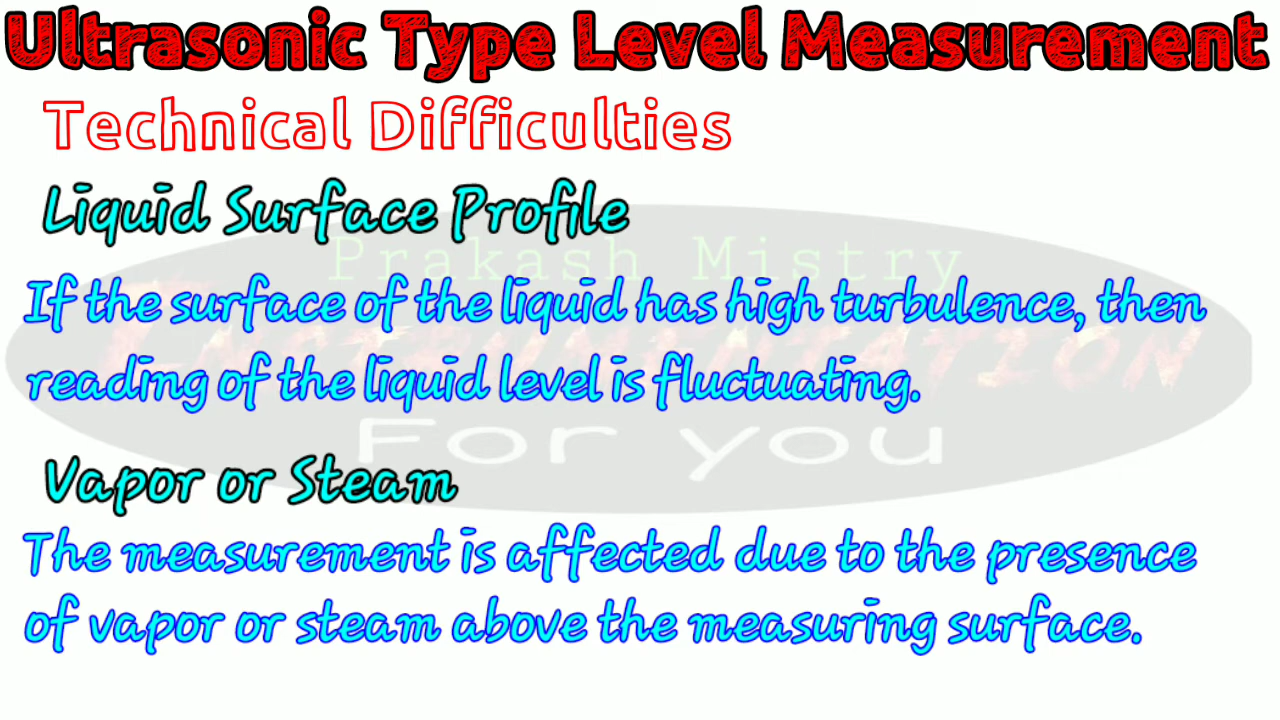 Ultrasonic Type Level Measurement
Technical Difficulties
Liquid Surface Profile
Prakash Mistry
If the surface of the liquid has high turbulence, then
INSTRUMENTATION
reading of the liquid level is fluctuating.
For you
Vapor or Steam
The measurement is affected due to the presence
of vapor or steam above the measuring surface.